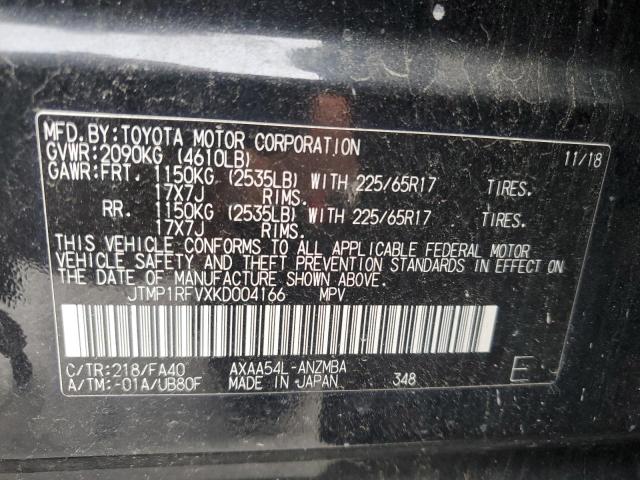 MFD.BY:TOYOTA MOTOR CORPORATION 11/18
GVWR:2090KG (4610LB)
GAWR:FRT. 1150KG (2535LB) WITH 225/65R17 TIRES.
17X7J RIMS.
RR. 1150KG (2535LB) WITH 225/65R17 TIRES.
17X7J RIMS.
THIS VEHICLE CONFORMS TO ALL APPLICABLE FEDERAL MOTOR
VEHICLE SAFETY AND THEFT PREVENTION STANDARDS IN EFFECT ON
THE DATE OF MANUFACTURE SHOWN ABOVE.
JTMP1RFVXKD004166 MPV
C/TR:218/FA40 AXAA54L-ANZMBA
A/TM:-01A/UB80F MADE IN JAPAN 348 E